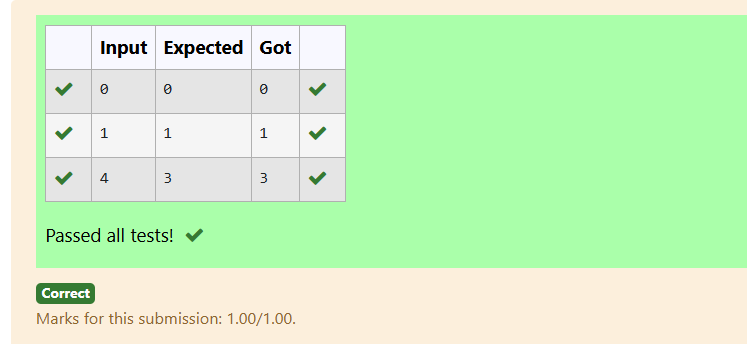 Input Expected Got
0 0 0
1 1 1
4 3 3
Passed all tests!
Correct
Marks for this submission: 1.00/1.00.